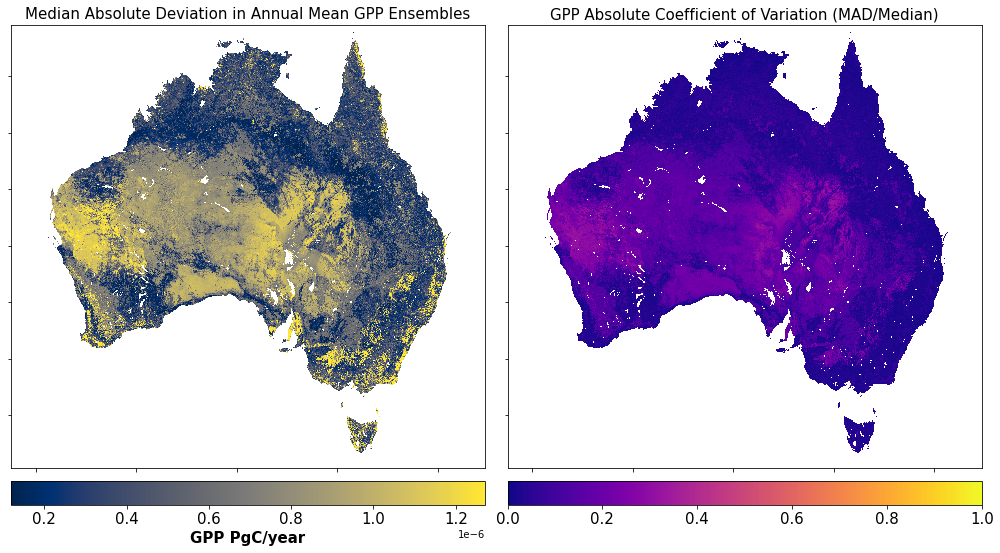 Median Absolute Deviation in Annual Mean GPP Ensembles
GPP Absolute Coefficient of Variation (MAD/Median)
0.2 0.4 0.6 0.8 1.0 1.2
1e−6
GPP PgC/year
0.0 0.2 0.4 0.6 0.8 1.0